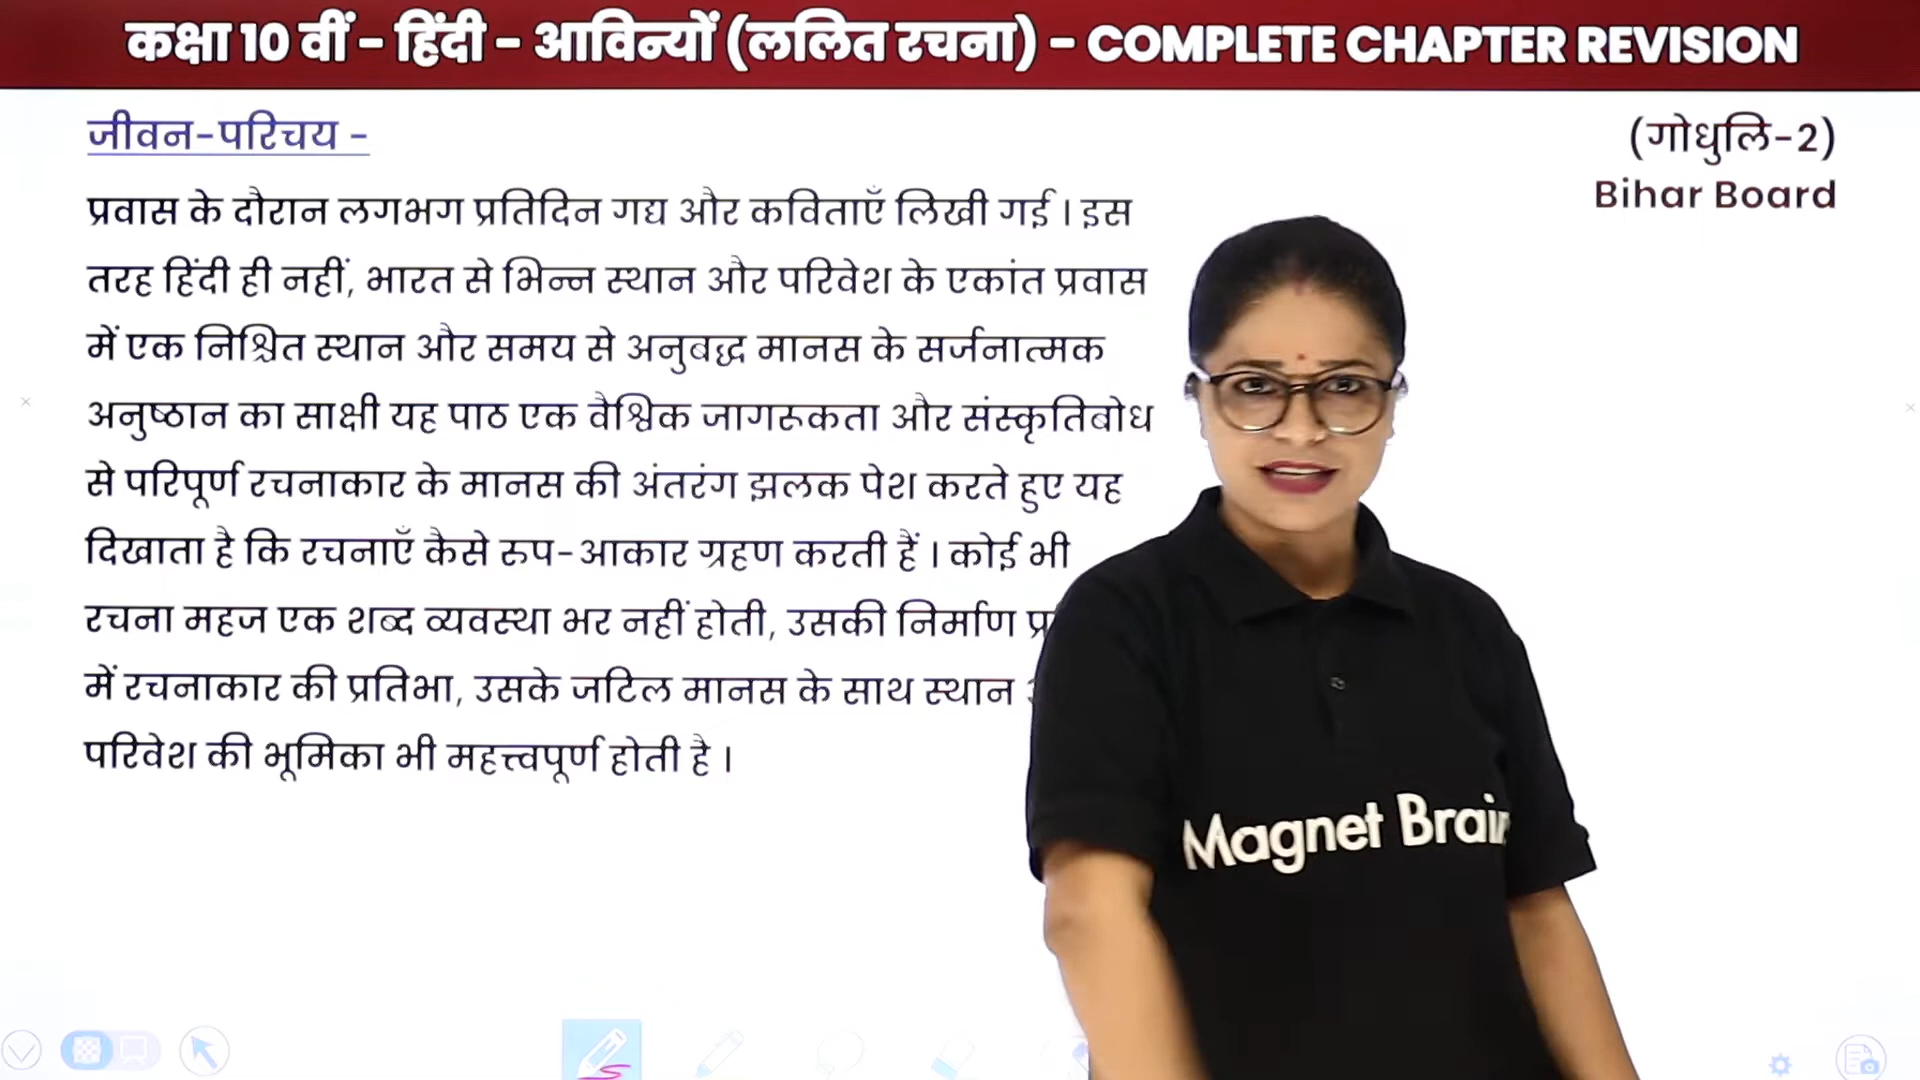 कक्षा 10 वीं - हिंदी - आविन्यों (ललित रचना) - COMPLETE CHAPTER REVISION
जीवन-परिचय -
(गोधुलि-2)
Bihar Board
प्रवास के दौरान लगभग प्रतिदिन गद्य और कविताएँ लिखी गई । इस
तरह हिंदी ही नहीं, भारत से भिन्न स्थान और परिवेश के एकांत प्रवास
में एक निश्चित स्थान और समय से अनुबद्ध मानस के सर्जनात्मक
अनुष्ठान का साक्षी यह पाठ एक वैश्विक जागरुकता और संस्कृतिबोध
से परिपूर्ण रचनाकार के मानस की अंतरंग झलक पेश करते हुए यह
दिखाता है कि रचनाएँ कैसे रुप-आकार ग्रहण करती हैं । कोई भी
रचना महज एक शब्द व्यवस्था भर नहीं होती, उसकी निर्माण
में रचनाकार की प्रतिभा, उसके जटिल मानस के साथ स्थान
परिवेश की भूमिका भी महत्त्वपूर्ण होती है ।
Magnet Brain